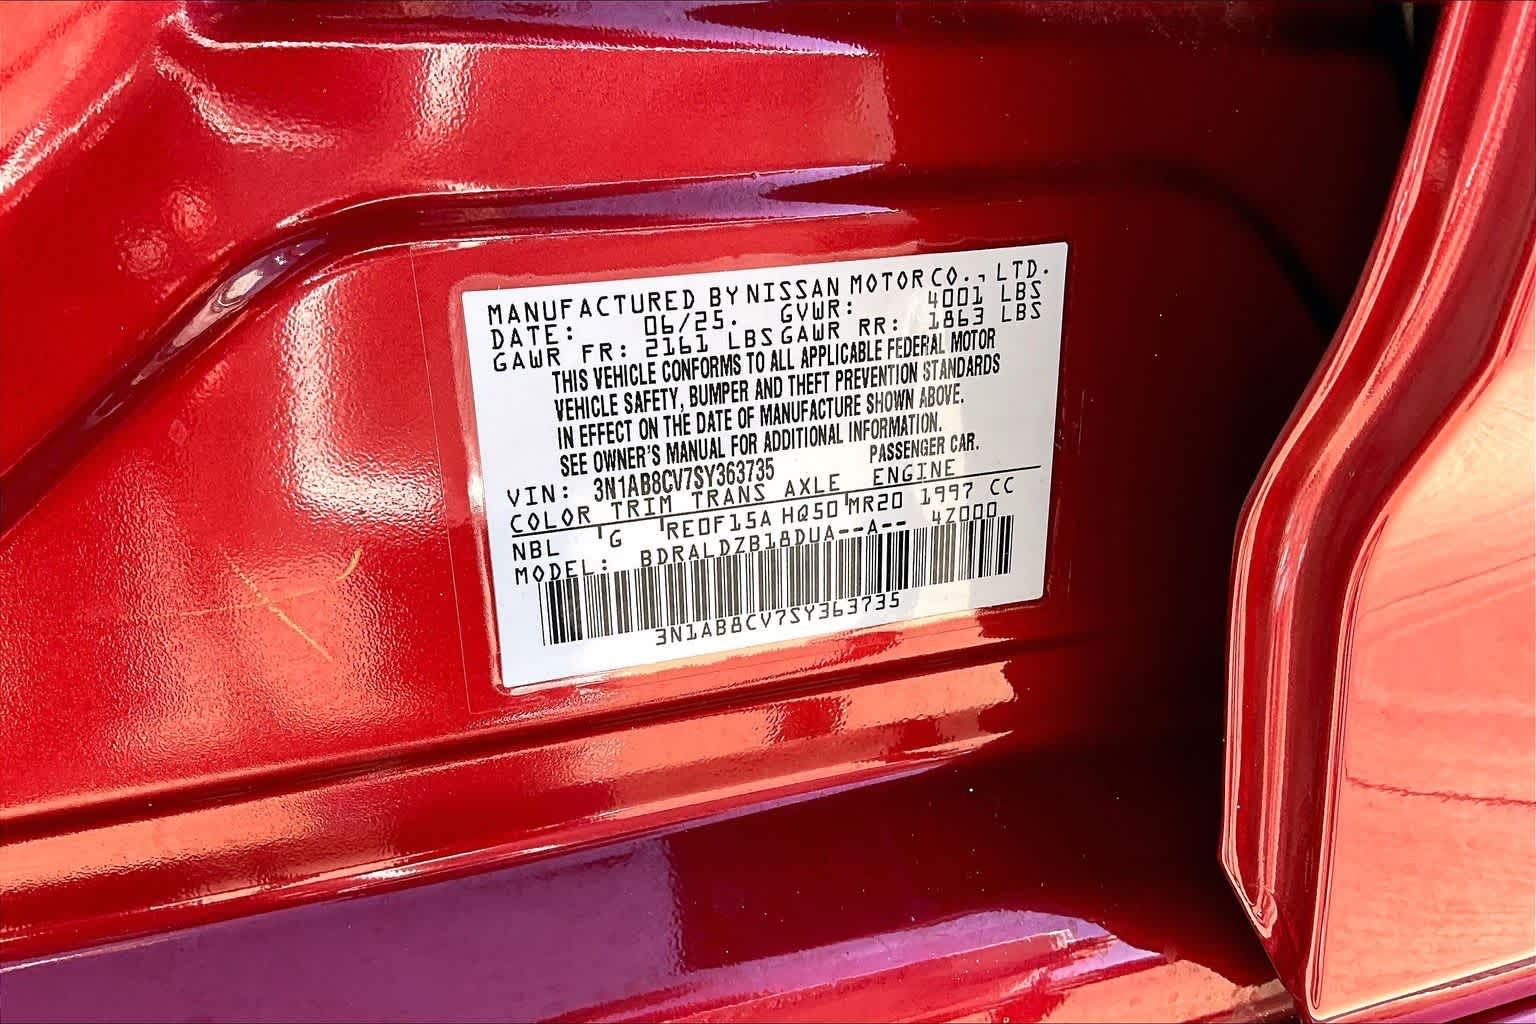 MANUFACTURED BY NISSAN MOTOR CO., LTD.
DATE: 06/25. GVWR: 4001 LBS
GAWR FR: 2161 LBS GAWR RR: 1863 LBS
THIS VEHICLE CONFORMS TO ALL APPLICABLE FEDERAL MOTOR
VEHICLE SAFETY, BUMPER AND THEFT PREVENTION STANDARDS
IN EFFECT ON THE DATE OF MANUFACTURE SHOWN ABOVE.
SEE OWNER'S MANUAL FOR ADDITIONAL INFORMATION.
VIN: 3N1AB8CV7SY363735 PASSENGER CAR.
COLOR TRIM TRANS AXLE ENGINE
NBL G RE0F15A HQ50 MR20 1997 CC
MODEL: BDRALDZB18DUA--A-- 4Z000
3N1AB8CV7SY363735